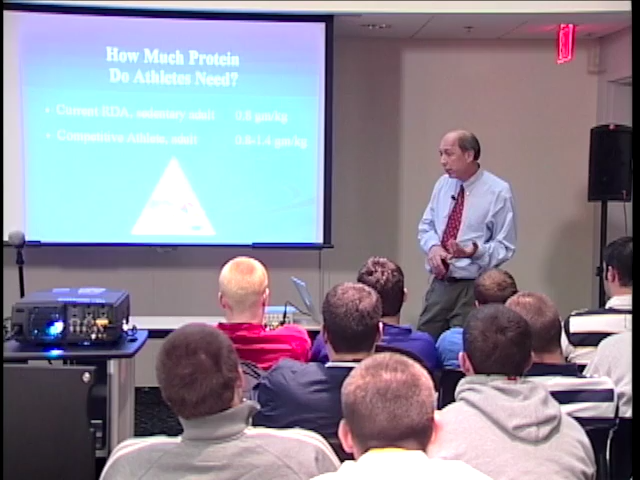 How Much Protein
Do Athletes Need?
• Current RDA, sedentary adult 0.8 gm/kg
• Competitive Athlete, adult 0.8-1.4 gm/kg